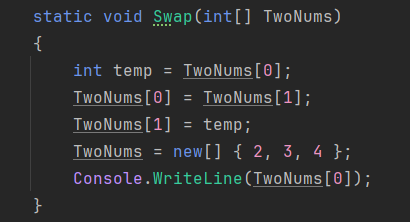 static void Swap(int[] TwoNums)
{
    int temp = TwoNums[0];
    TwoNums[0] = TwoNums[1];
    TwoNums[1] = temp;
    TwoNums = new[] { 2, 3, 4 };
    Console.WriteLine(TwoNums[0]);
}